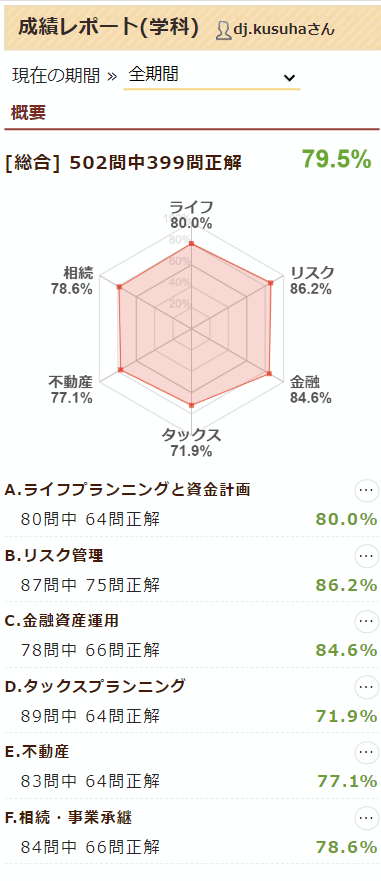 成績レポート(学科) dj.kusuhaさん
現在の期間 » 全期間
概要
[総合] 502問中399問正解 79.5%
ライフ
80.0%
100%
80%
60%
20%
相続
78.6%
リスク
86.2%
不動産
77.1%
金融
84.6%
タックス
71.9%
A.ライフプランニングと資金計画
80問中 64問正解 80.0%
B.リスク管理
87問中 75問正解 86.2%
C.金融資産運用
78問中 66問正解 84.6%
D.タックスプランニング
89問中 64問正解 71.9%
E.不動産
83問中 64問正解 77.1%
F.相続・事業承継
84問中 66問正解 78.6%